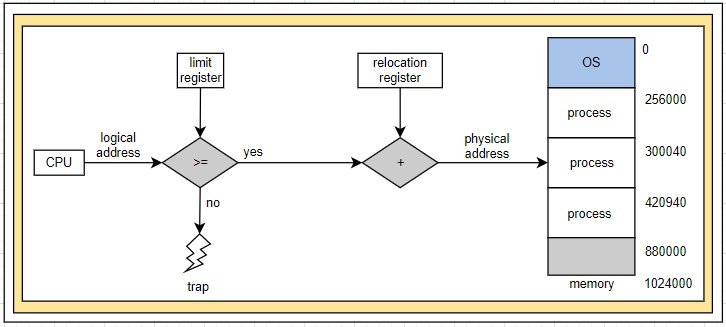 limit
register
relocation
register
OS
0
256000
process
logical
address
CPU
>=
yes
+
physical
address
process
300040
no
process
420940
880000
trap
memory
1024000